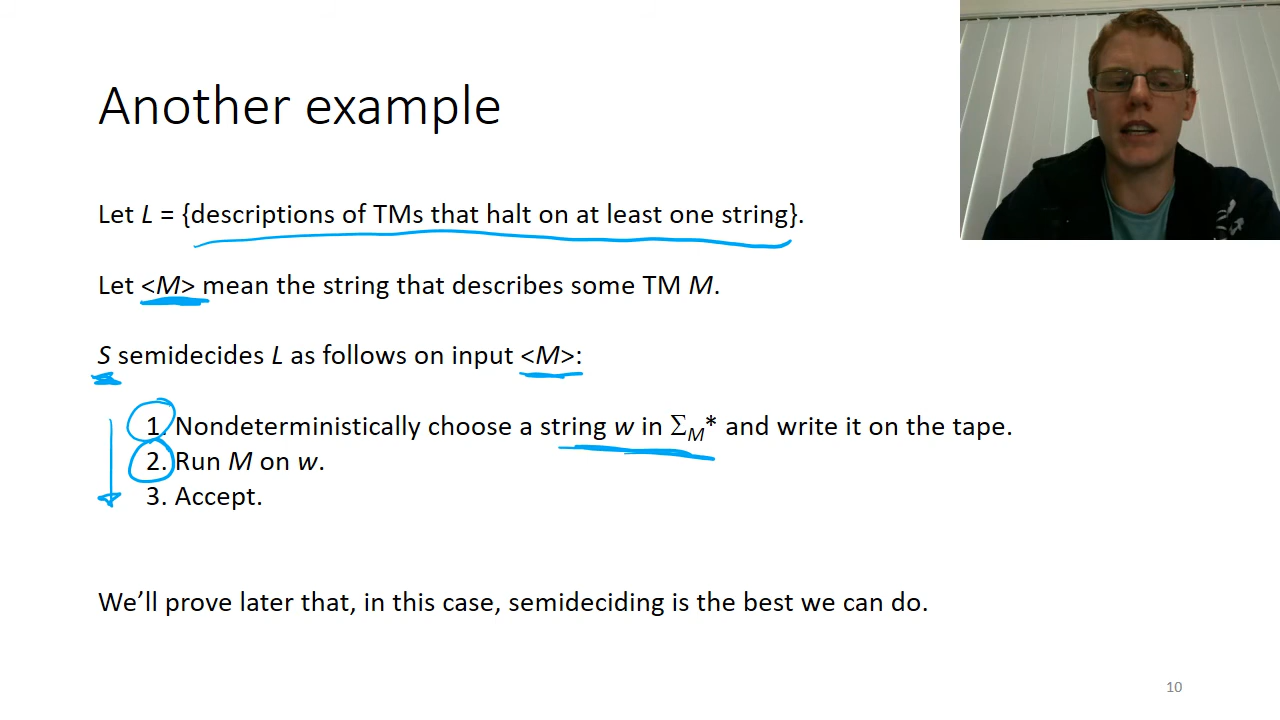 Another example
Let L = {descriptions of TMs that halt on at least one string}.
Let <M> mean the string that describes some TM M.
S semidecides L as follows on input <M>:
1. Nondeterministically choose a string w in ΣM* and write it on the tape.
2. Run M on w.
3. Accept.
We'll prove later that, in this case, semideciding is the best we can do.
10